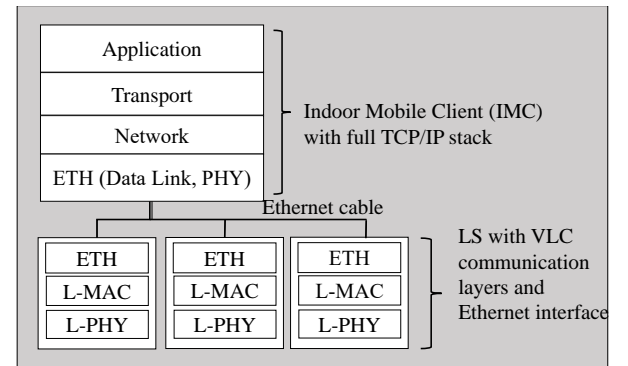 Application
Transport
Network
ETH (Data Link, PHY)
Indoor Mobile Client (IMC)
with full TCP/IP stack
Ethernet cable
ETH
L-MAC
L-PHY
ETH
L-MAC
L-PHY
ETH
L-MAC
L-PHY
LS with VLC
communication
layers and
Ethernet interface